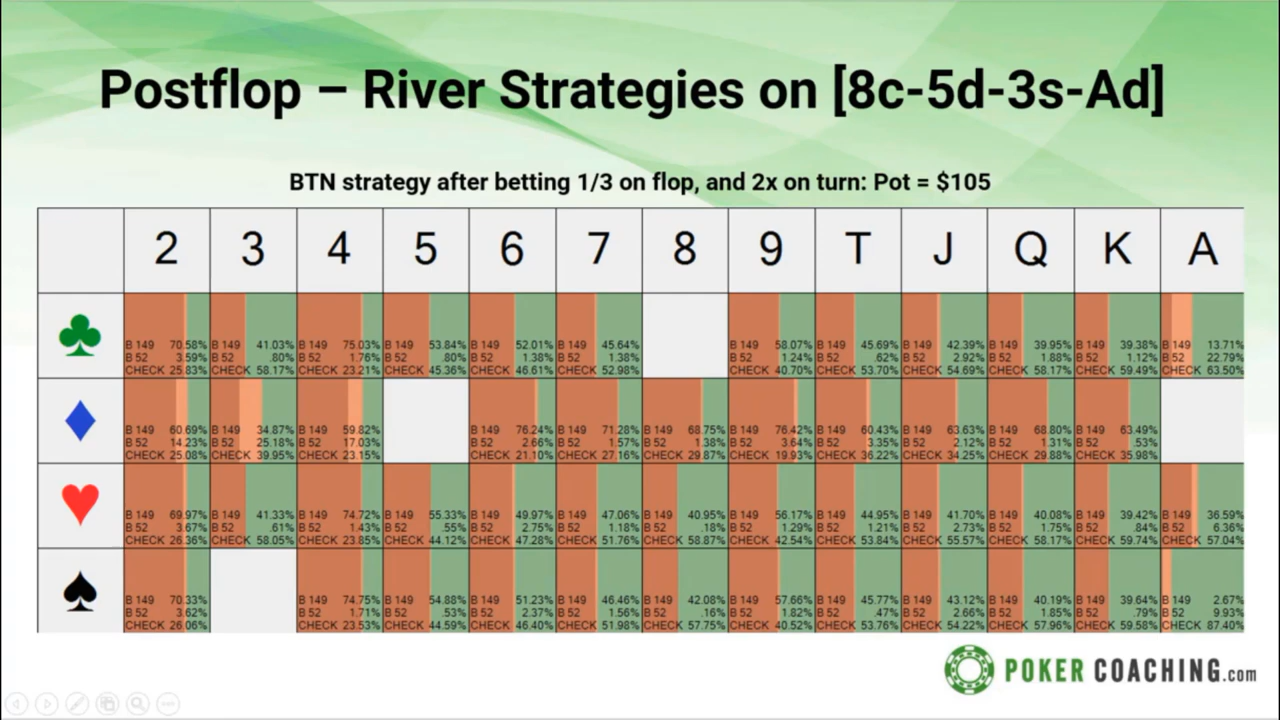 Postflop – River Strategies on [8c-5d-3s-Ad]
BTN strategy after betting 1/3 on flop, and 2x on turn: Pot = $105
2 3 4 5 6 7 8 9 T J Q K A
B 149 70.58% B 149 41.03% B 149 75.03% B 149 53.84% B 149 52.01% B 149 45.64% B 149 58.07% B 149 45.69% B 149 42.39% B 149 39.95% B 149 39.38% B 149 13.71%
B 52 3.59% B 52 .80% B 52 1.76% B 52 .80% B 52 1.38% B 52 1.38% B 52 1.24% B 52 .62% B 52 2.92% B 52 1.88% B 52 1.12% B 52 22.79%
CHECK 25.83% CHECK 58.17% CHECK 23.21% CHECK 45.36% CHECK 46.61% CHECK 52.98% CHECK 40.70% CHECK 53.70% CHECK 54.69% CHECK 58.17% CHECK 59.49% CHECK 63.50%
B 149 60.69% B 149 34.87% B 149 59.82% B 149 76.24% B 149 71.28% B 149 68.75% B 149 76.42% B 149 60.43% B 149 63.63% B 149 68.80% B 149 63.49%
B 52 14.23% B 52 25.18% B 52 17.03% B 52 2.66% B 52 1.57% B 52 1.38% B 52 3.64% B 52 3.35% B 52 2.12% B 52 1.31% B 52 .53%
CHECK 25.08% CHECK 39.95% CHECK 23.15% CHECK 21.10% CHECK 27.16% CHECK 29.87% CHECK 19.93% CHECK 36.22% CHECK 34.25% CHECK 29.88% CHECK 35.98%
B 149 69.97% B 149 41.33% B 149 74.72% B 149 55.33% B 149 49.97% B 149 47.06% B 149 40.95% B 149 56.17% B 149 44.95% B 149 41.70% B 149 40.08% B 149 39.42% B 149 36.59%
B 52 3.67% B 52 .61% B 52 1.43% B 52 .55% B 52 2.75% B 52 1.18% B 52 .18% B 52 1.29% B 52 1.21% B 52 2.73% B 52 1.75% B 52 .84% B 52 6.36%
CHECK 26.36% CHECK 58.05% CHECK 23.85% CHECK 44.12% CHECK 47.28% CHECK 51.76% CHECK 58.87% CHECK 42.54% CHECK 53.84% CHECK 55.57% CHECK 58.17% CHECK 59.74% CHECK 57.04%
B 149 70.33% B 149 74.75% B 149 54.88% B 149 51.23% B 149 46.46% B 149 42.08% B 149 57.66% B 149 45.77% B 149 43.12% B 149 40.19% B 149 39.64% B 149 2.67%
B 52 3.62% B 52 1.71% B 52 .53% B 52 2.37% B 52 1.56% B 52 .16% B 52 1.82% B 52 .47% B 52 2.66% B 52 1.85% B 52 .79% B 52 9.93%
CHECK 26.06% CHECK 23.53% CHECK 44.59% CHECK 46.40% CHECK 51.98% CHECK 57.75% CHECK 40.52% CHECK 53.76% CHECK 54.22% CHECK 57.96% CHECK 59.58% CHECK 87.40%
POKER COACHING.com